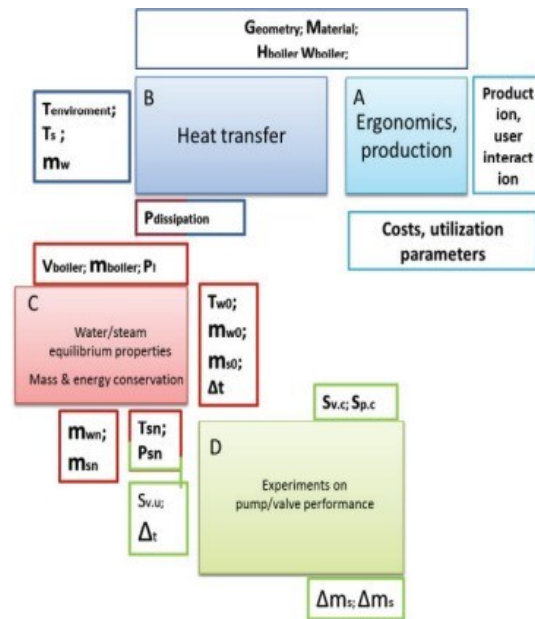 Geometry; Material;
Hboiler Wboiler;
Tenviroment;
Ts ;
mw
B
Heat transfer
A
Ergonomics,
production
Product
ion,
user
interact
ion
Pdissipation
Costs, utilization
parameters
Vboiler; mboiler; Pl
C
Water/steam
equilibrium properties
Mass & energy conservation
Tw0;
mw0;
ms0;
Δt
mwn;
msn
Tsn;
Psn
Sv.u;
Δt
Sv.c; Sp.c
D
Experiments on
pump/valve performance
Δms; Δms